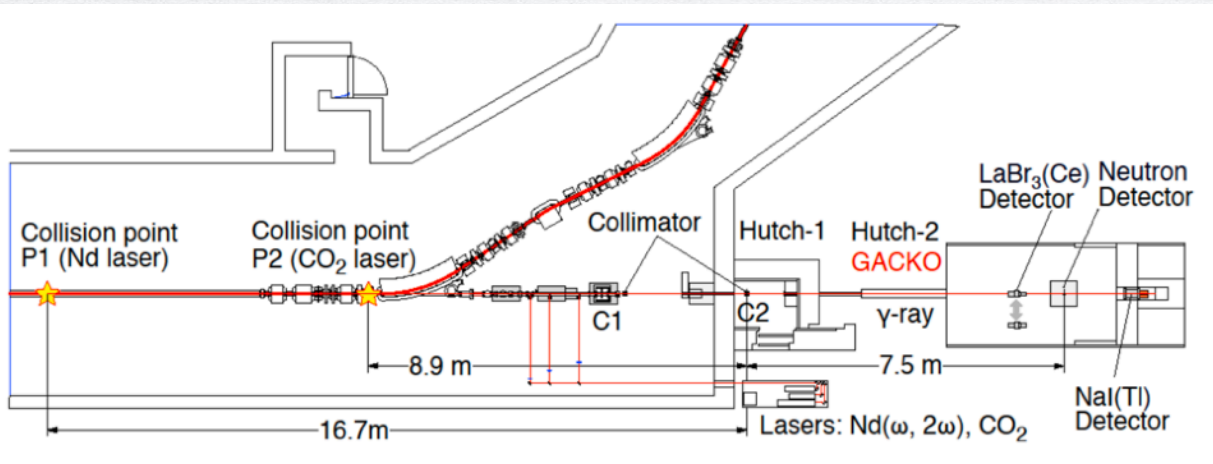 LaBr₃(Ce)
Detector
Neutron
Detector
Collision point
P1 (Nd laser)
Collision point
P2 (CO₂ laser)
Collimator
Hutch-1
Hutch-2
GACKO
C1
C2
γ-ray
8.9 m
7.5 m
NaI(Tl)
Detector
16.7m
Lasers: Nd(ω, 2ω), CO₂